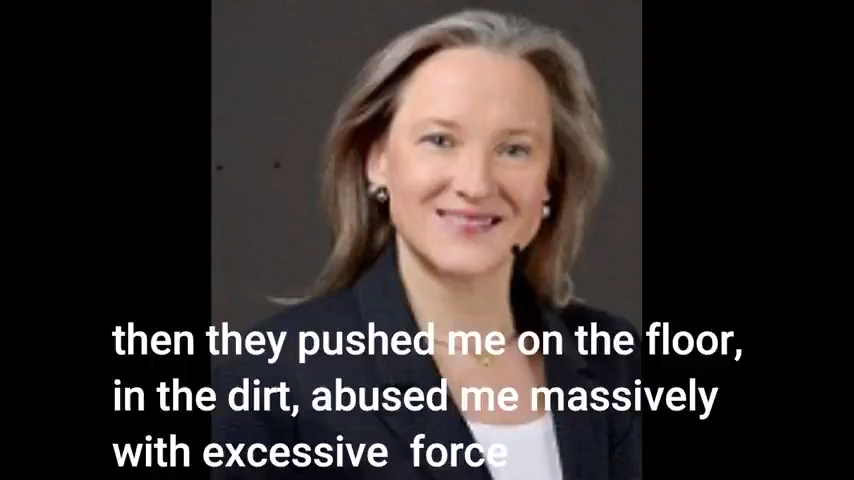 then they pushed me on the floor,
in the dirt, abused me massively
with excessive  force